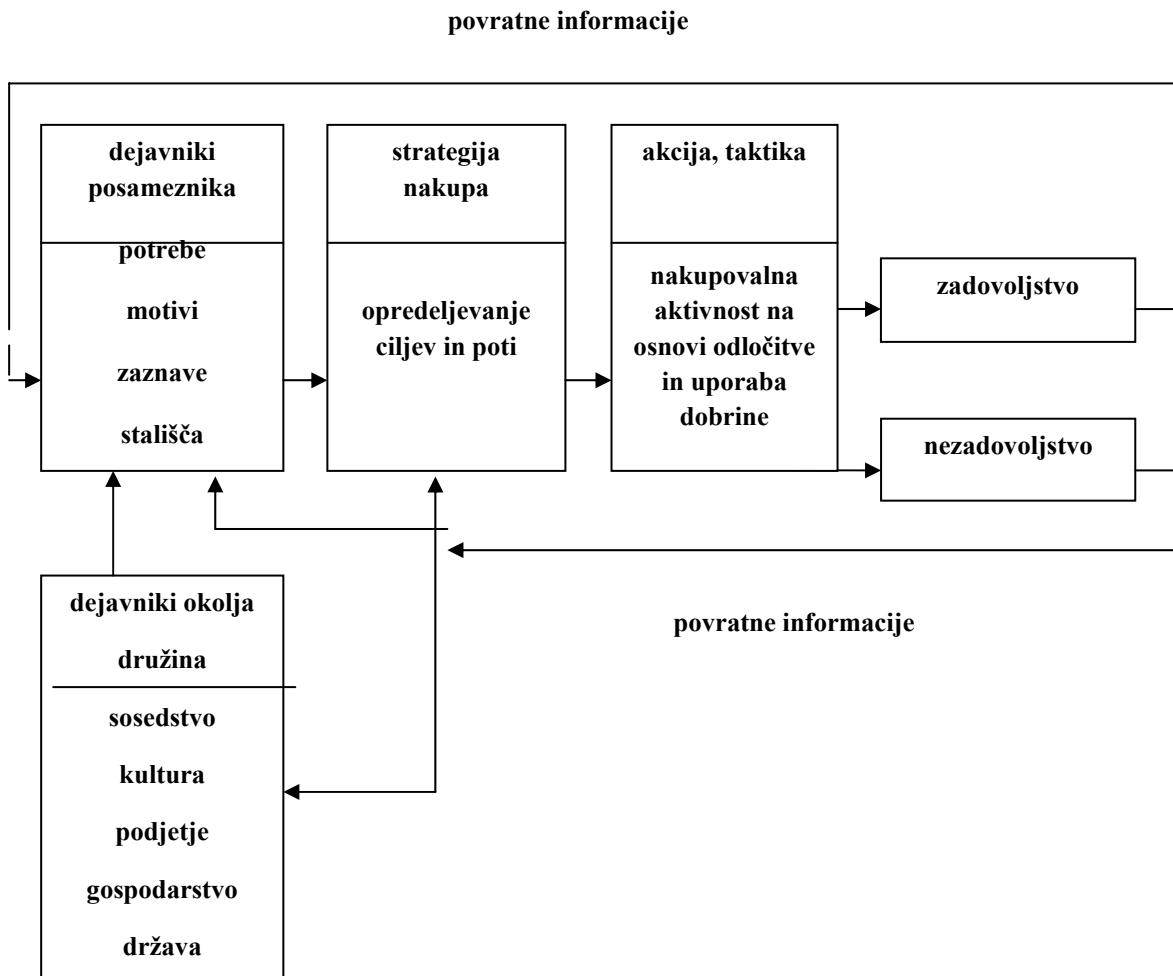 povratne informacije
dejavniki
posameznika
potrebe
motivi
zaznave
stališča
strategija
nakupa
opredeljevanje
ciljev in poti
akcija, taktika
nakupovalna
aktivnost na
osnovi odločitve
in uporaba
dobrine
zadovoljstvo
nezadovoljstvo
dejavniki okolja
družina
sosedstvo
kultura
podjetje
gospodarstvo
država
povratne informacije